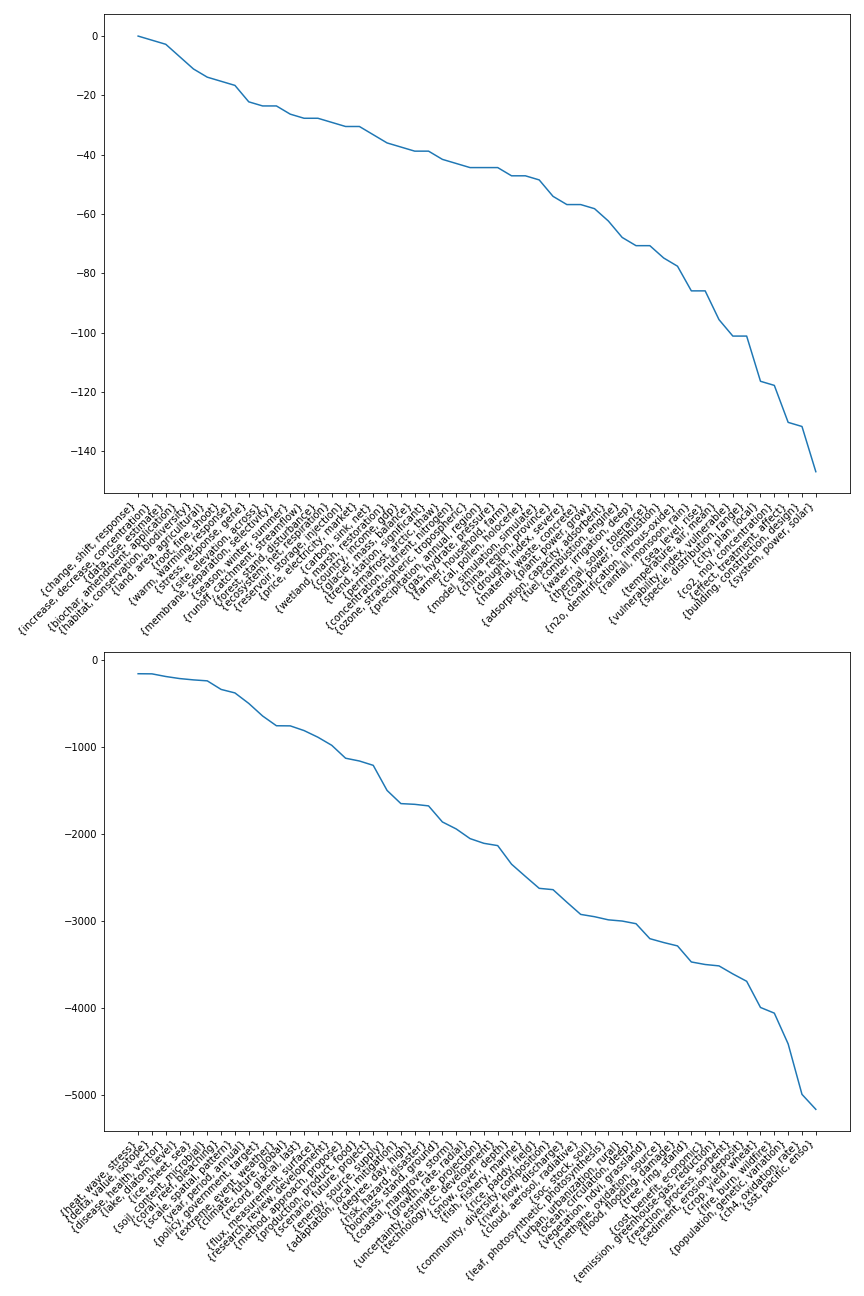 0
−20
−40
−60
−80
−100
−120
−140
{change, shift, response}
{increase, decrease, concentration}
{data, use, estimate}
{biochar, amendment, application}
{habitat, conservation, biodiversity}
{land, area, agricultural}
{root, fine, shoot}
{warm, warming, response}
{stress, response, gene}
{site, elevation, across}
{membrane, separation, selectivity}
{season, winter, summer}
{runoff, catchment, streamflow}
{forest, stand, disturbance}
{ecosystem, net, respiration}
{reservoir, storage, injection}
{price, electricity, market}
{carbon, sink, net}
{wetland, marsh, restoration}
{country, income, gdp}
{glacier, mass, balance}
{trend, station, significant}
{permafrost, arctic, thaw}
{concentration, nutrient, nitrogen}
{ozone, stratospheric, tropospheric}
{precipitation, annual, region}
{gas, hydrate, pressure}
{farmer, household, farm}
{cal, pollen, holocene}
{model, simulation, simulate}
{china, region, province}
{drought, index, severe}
{material, waste, concrete}
{plant, power, grow}
{adsorption, capacity, adsorbent}
{fuel, combustion, engine}
{water, irrigation, deep}
{thermal, solar, tolerance}
{coal, power, combustion}
{n2o, denitrification, nitrous-oxide}
{rainfall, monsoon, rain}
{sea, level, rise}
{temperature, air, mean}
{vulnerability, index, vulnerable}
{specie, distribution, range}
{city, plan, local}
{co2, mol, concentration}
{effect, treatment, affect}
{building, construction, design}
{system, power, solar}
0
−1000
−2000
−3000
−4000
−5000
{heat, wave, stress}
{delta, value, isotope}
{disease, health, vector}
{lake, diatom, level}
{ice, sheet, sea}
{soil, content, microbial}
{coral, reef, bleaching}
{scale, spatial, pattern}
{year, period, annual}
{policy, government, target}
{extreme, event, weather}
{climate, future, global}
{record, glacial, last}
{flux, measurement, surface}
{research, review, development}
{method, approach, propose}
{production, product, food}
{scenario, future, project}
{energy, source, supply}
{adaptation, local, mitigation}
{degree, day, high}
{risk, hazard, disaster}
{biomass, stand, ground}
{coastal, mangrove, storm}
{growth, rate, radial}
{uncertainty, estimate, projection}
{technology, cc, development}
{snow, cover, depth}
{fish, fishery, marine}
{rice, paddy, yield}
{community, diversity, composition}
{river, flow, discharge}
{cloud, aerosol, radiative}
{soc, stock, soil}
{leaf, photosynthetic, photosynthesis}
{urban, urbanization, rural}
{ocean, circulation, deep}
{vegetation, ndvi, grassland}
{methane, oxidation, source}
{flood, flooding, damage}
{tree, ring, stand}
{cost, benefit, economic}
{emission, greenhouse-gas, reduction}
{reaction, process, sorbent}
{sediment, erosion, deposit}
{crop, yield, wheat}
{fire, burn, wildfire}
{population, genetic, variation}
{ch4, oxidation, rate}
{sst, pacific, enso}